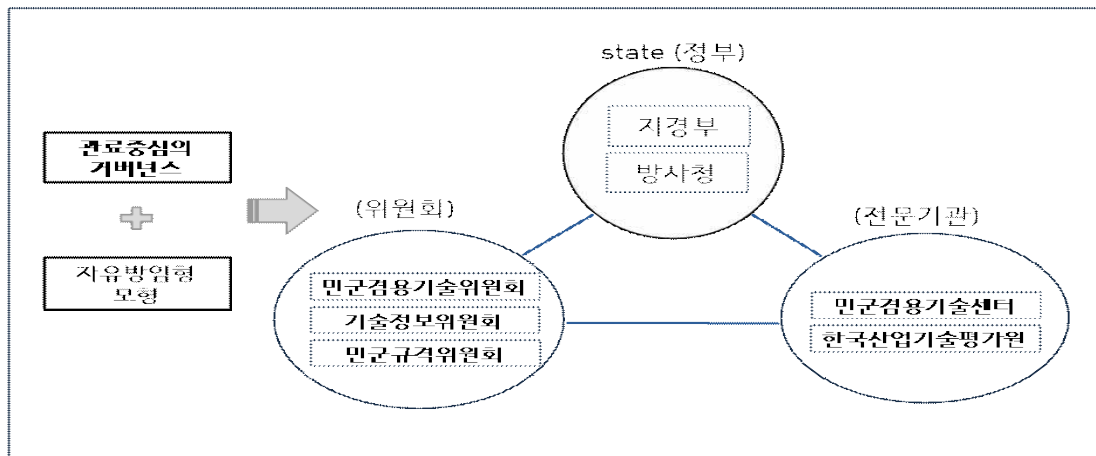 state (정부)
지경부
방사청
관료중심의
거버넌스
자유방임형
모형
(위원회)
민군겸용기술위원회
기술정보위원회
민군규격위원회
(전문기관)
민군겸용기술센터
한국산업기술평가원